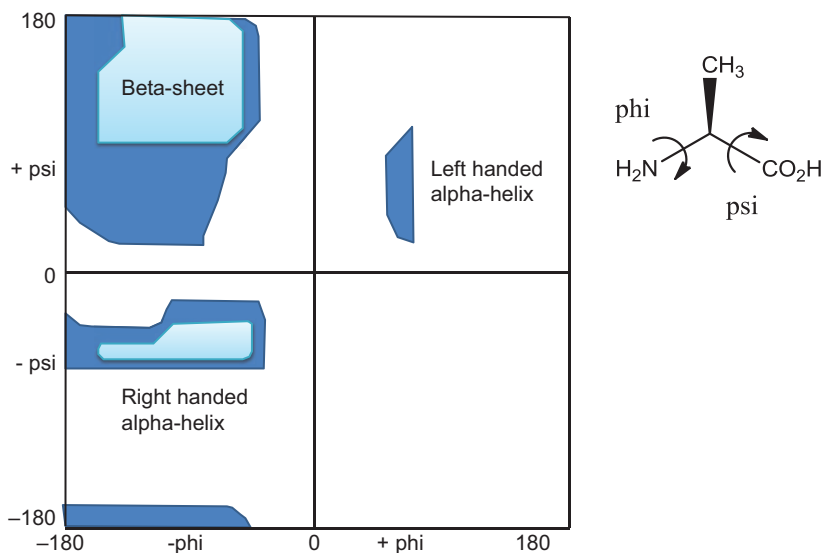 180
Beta-sheet
+ psi
Left handed
alpha-helix
0
- psi
Right handed
alpha-helix
–180
–180
-phi
0
+ phi
180
CH3
phi
H2N
CO2H
psi